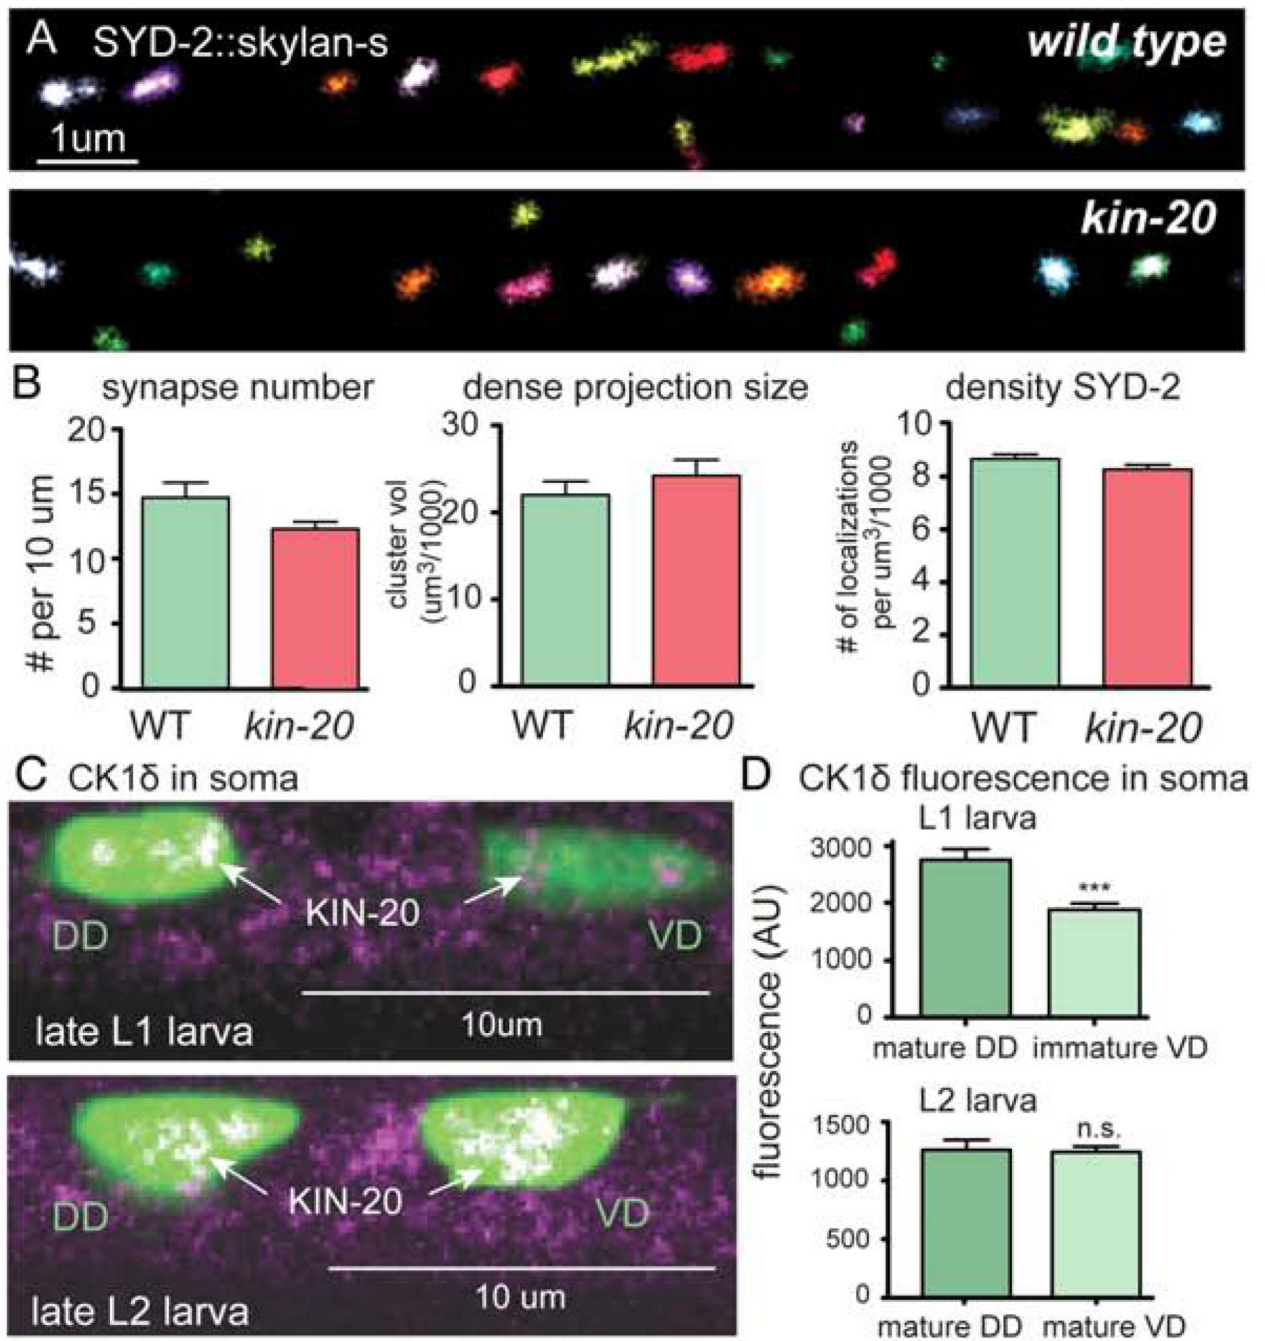 A SYD-2::skylan-s wild type
1um
kin-20
B synapse number dense projection size density SYD-2
# per 10 um
20
15
10
5
0
WT kin-20
cluster vol
(um³/1000)
30
20
10
0
WT kin-20
# of localizations
per um³/1000
10
8
6
4
2
0
WT kin-20
C CK1δ in soma
KIN-20
DD VD
10um
late L1 larva
KIN-20
DD VD
10 um
late L2 larva
D CK1δ fluorescence in soma
fluorescence (AU)
L1 larva
3000
2000
1000
0
***
mature DD immature VD
L2 larva
1500
1000
500
0
n.s.
mature DD mature VD